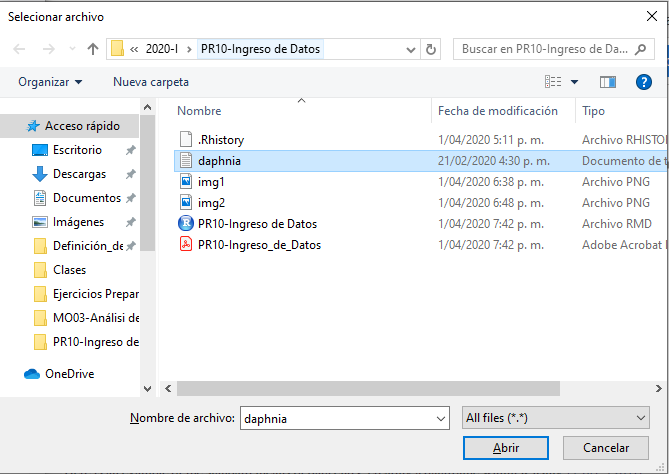 Selecionar archivo
« 2020-I > PR10-Ingreso de Datos
Buscar en PR10-Ingreso de Da...
Organizar Nueva carpeta
Nombre Fecha de modificación Tipo
Acceso rápido
Escritorio
Descargas
Documentos
Imágenes
Definición_de
Clases
Ejercicios Prepar
MO03-Análisi de
PR10-Ingreso de
OneDrive
.Rhistory 1/04/2020 5:11 p. m. Archivo RHISTO
daphnia 21/02/2020 4:30 p. m. Documento de t
img1 1/04/2020 6:38 p. m. Archivo PNG
img2 1/04/2020 6:48 p. m. Archivo PNG
PR10-Ingreso de Datos 1/04/2020 7:42 p. m. Archivo RMD
PR10-Ingreso_de_Datos 1/04/2020 7:42 p. m. Adobe Acrobat
Nombre de archivo: daphnia All files (*.*)
Abrir Cancelar